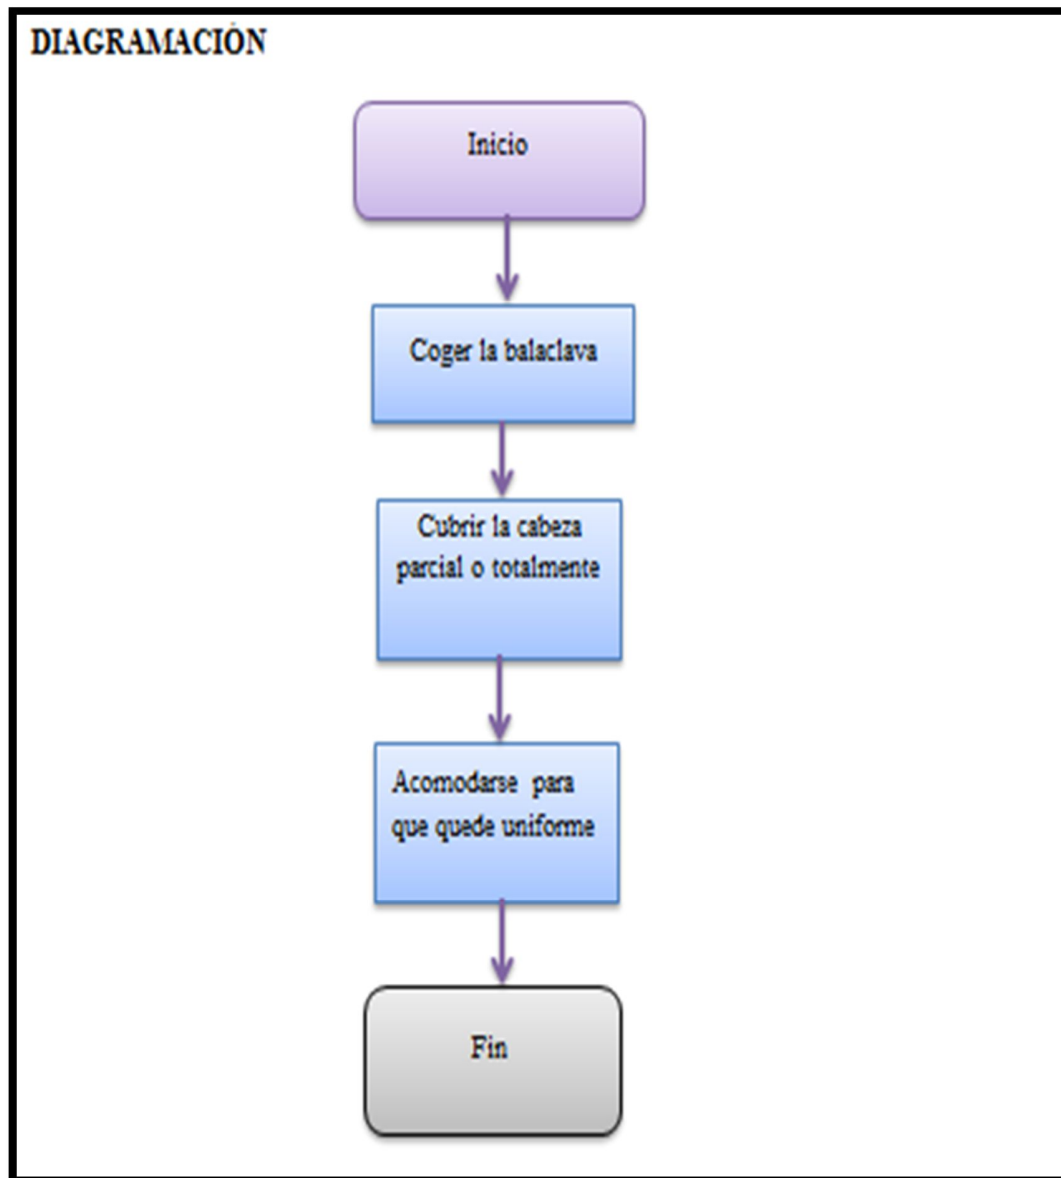 DIAGRAMACIÓN
Inicio
Coger la balaclava
Cubrir la cabeza
parcial o totalmente
Acomodarse para
que quede uniforme
Fin